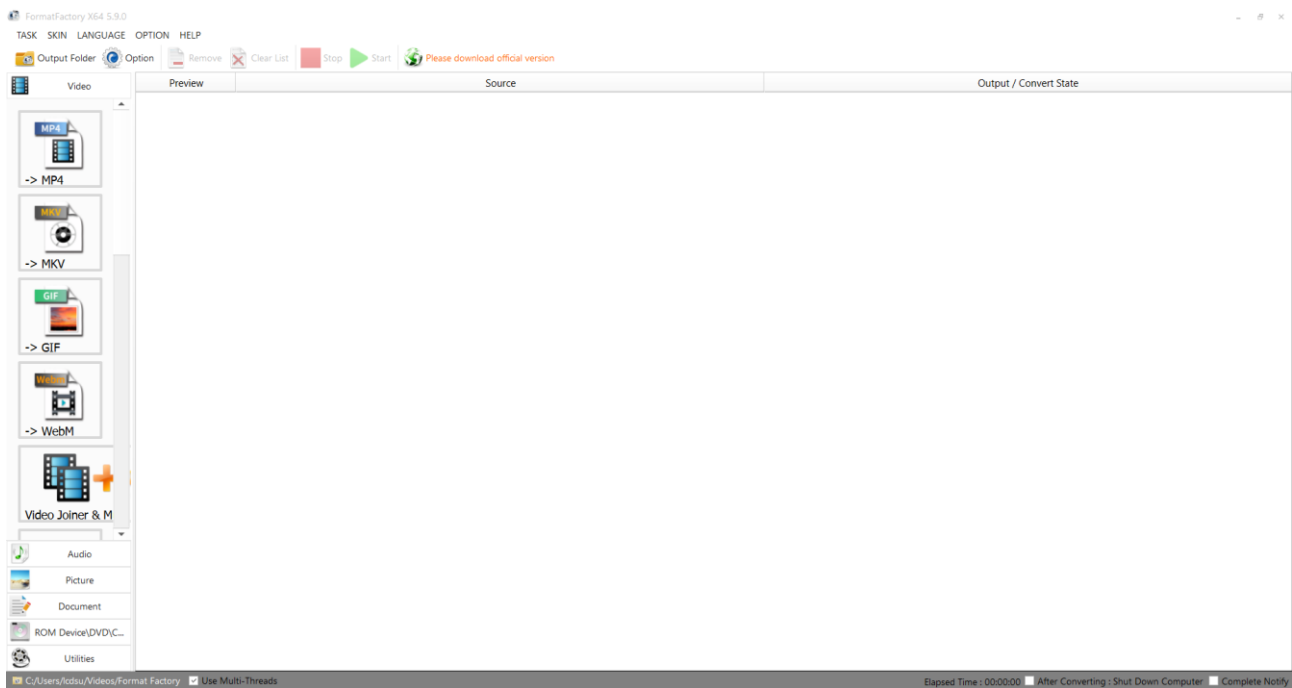 FormatFactory X64 5.9.0
TASK SKIN LANGUAGE OPTION HELP
Output Folder Option Remove Clear List Stop Start Please download official version
Video Preview Source Output / Convert State
MP4
-> MP4
MKV
-> MKV
GIF
-> GIF
WebM
-> WebM
Video Joiner & M
Audio
Picture
Document
ROM Device\DVD\C...
Utilities
C:/Users/lcdsu/Videos/Format Factory Use Multi-Threads Elapsed Time : 00:00:00 After Converting : Shut Down Computer Complete Notify